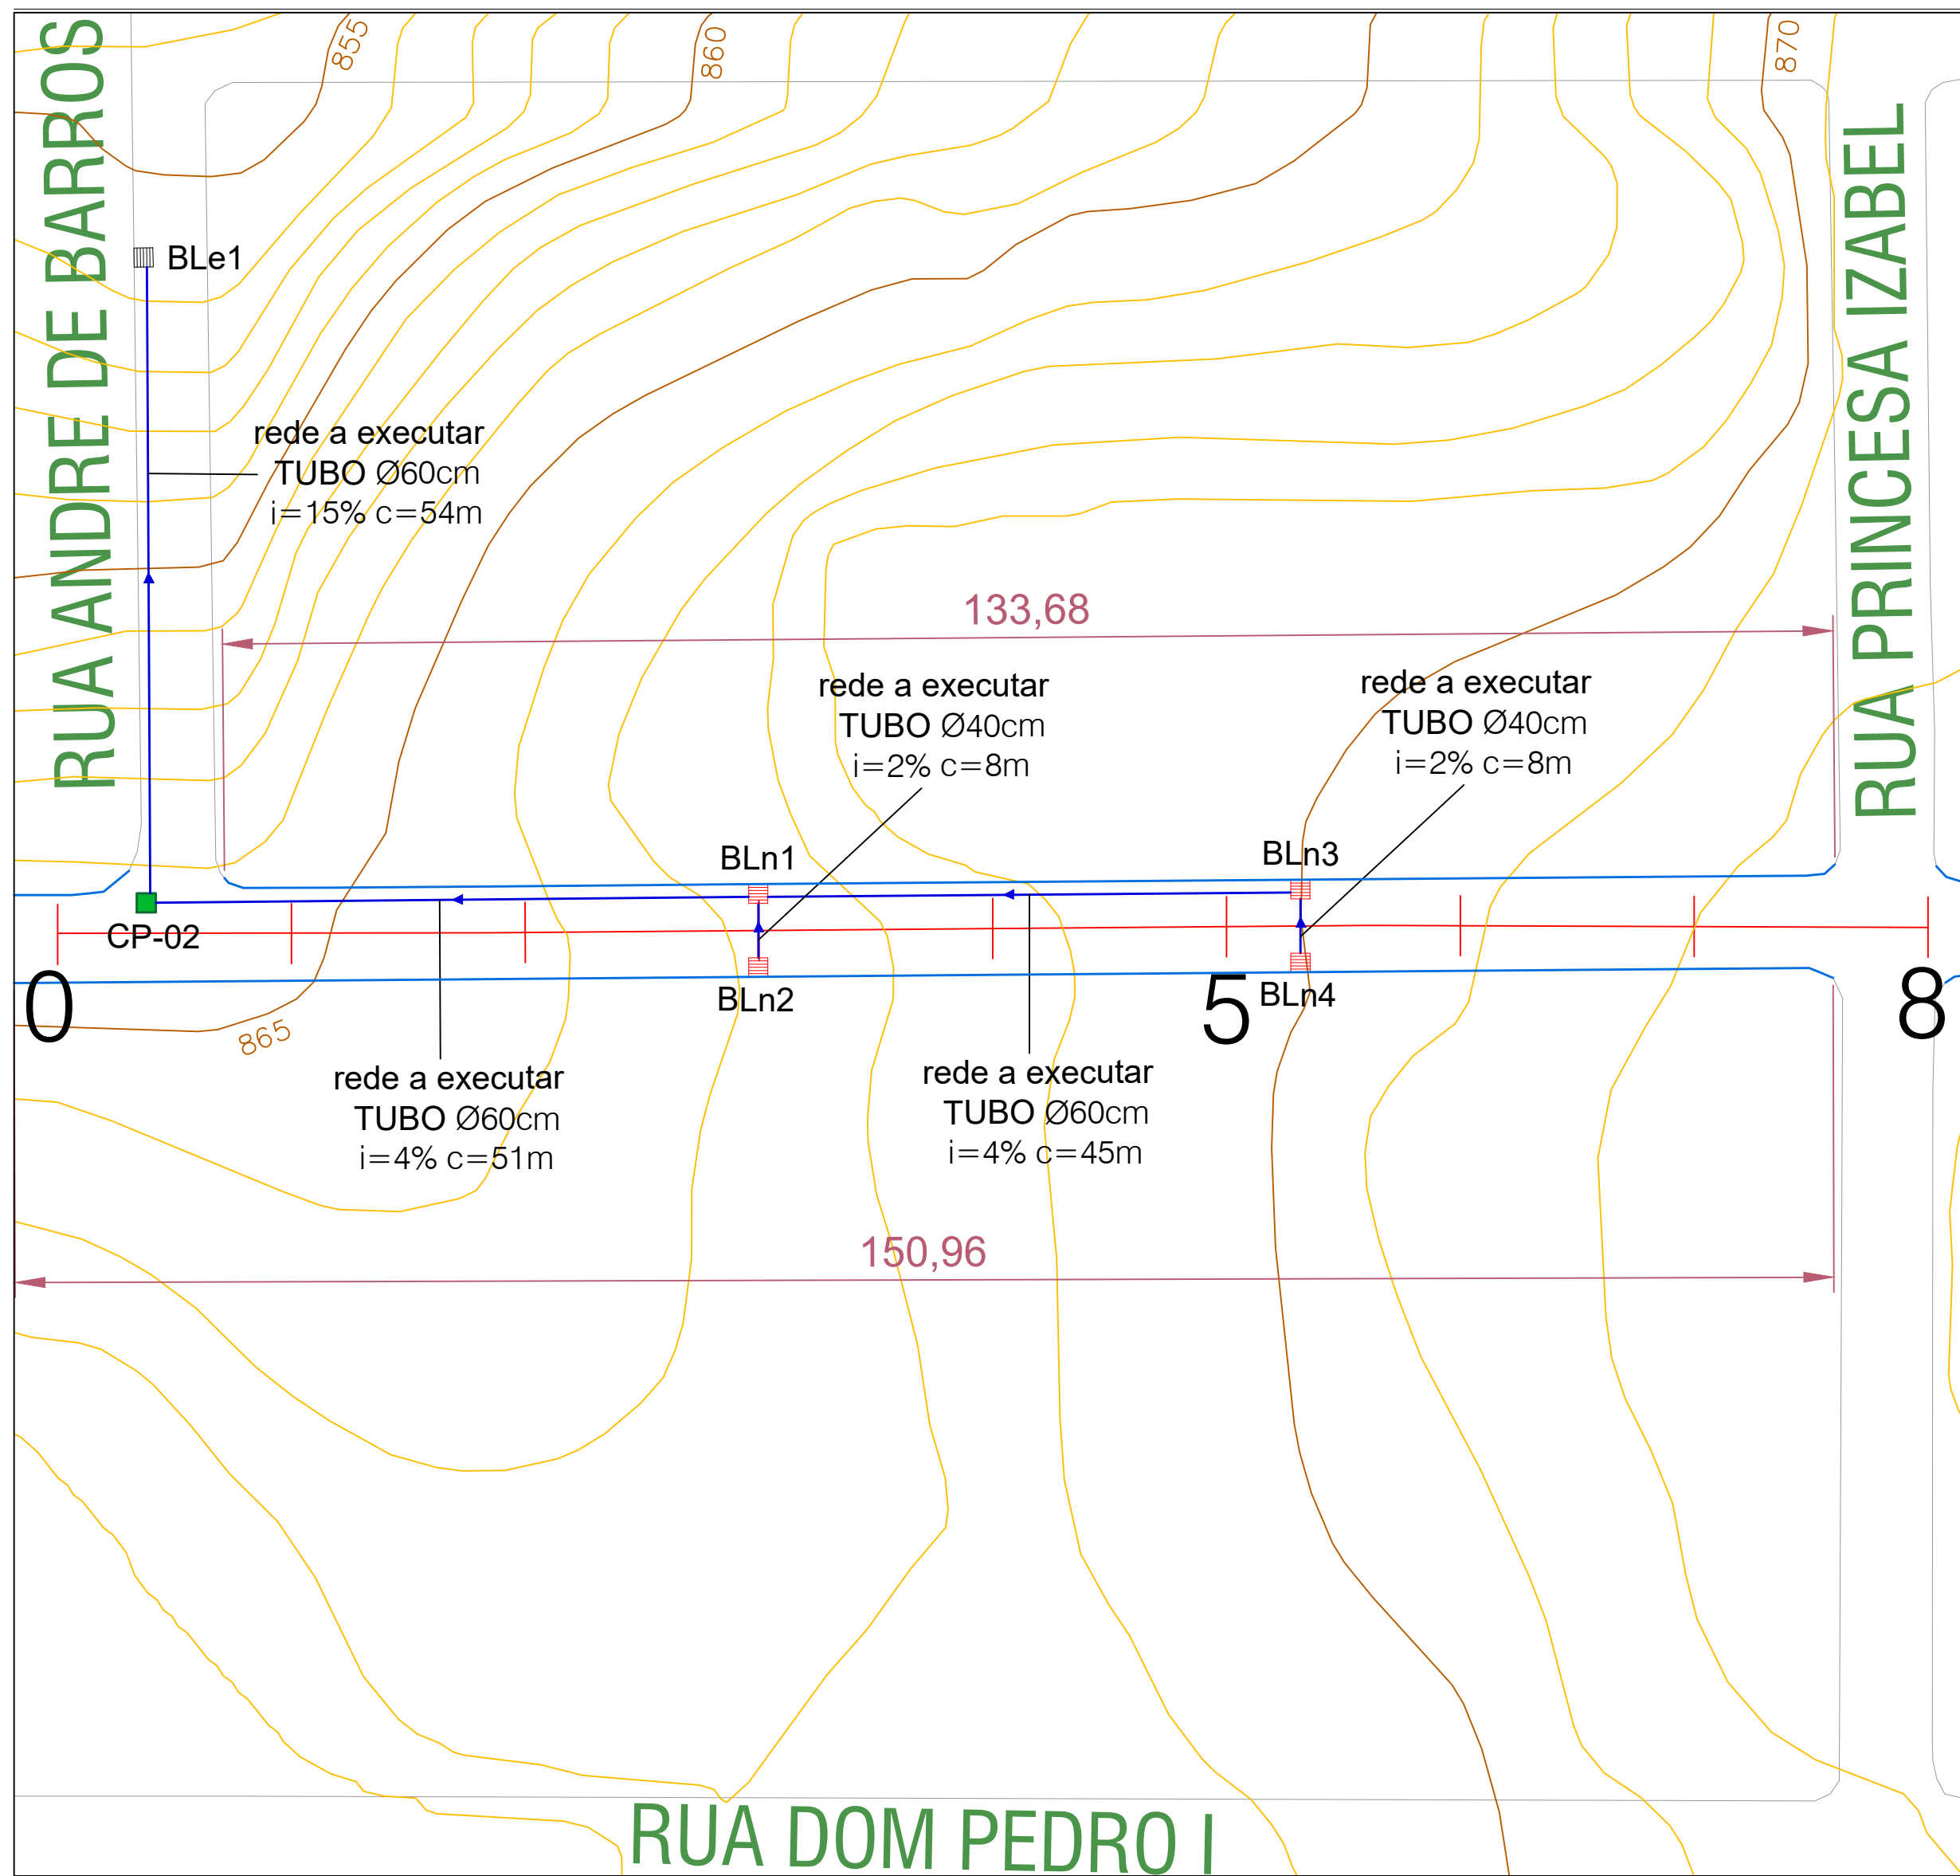 855
860
870
RUA ANDRE DE BARROS
RUA PRINCESA IZABEL
BLe1
rede a executar
TUBO Ø60cm
i=15% c=54m
133,68
rede a executar
TUBO Ø40cm
i=2% c=8m
rede a executar
TUBO Ø40cm
i=2% c=8m
BLn1
BLn3
CP-02
BLn2
BLn4
0
5
8
865
rede a executar
TUBO Ø60cm
i=4% c=51m
rede a executar
TUBO Ø60cm
i=4% c=45m
150,96
RUA DOM PEDRO I